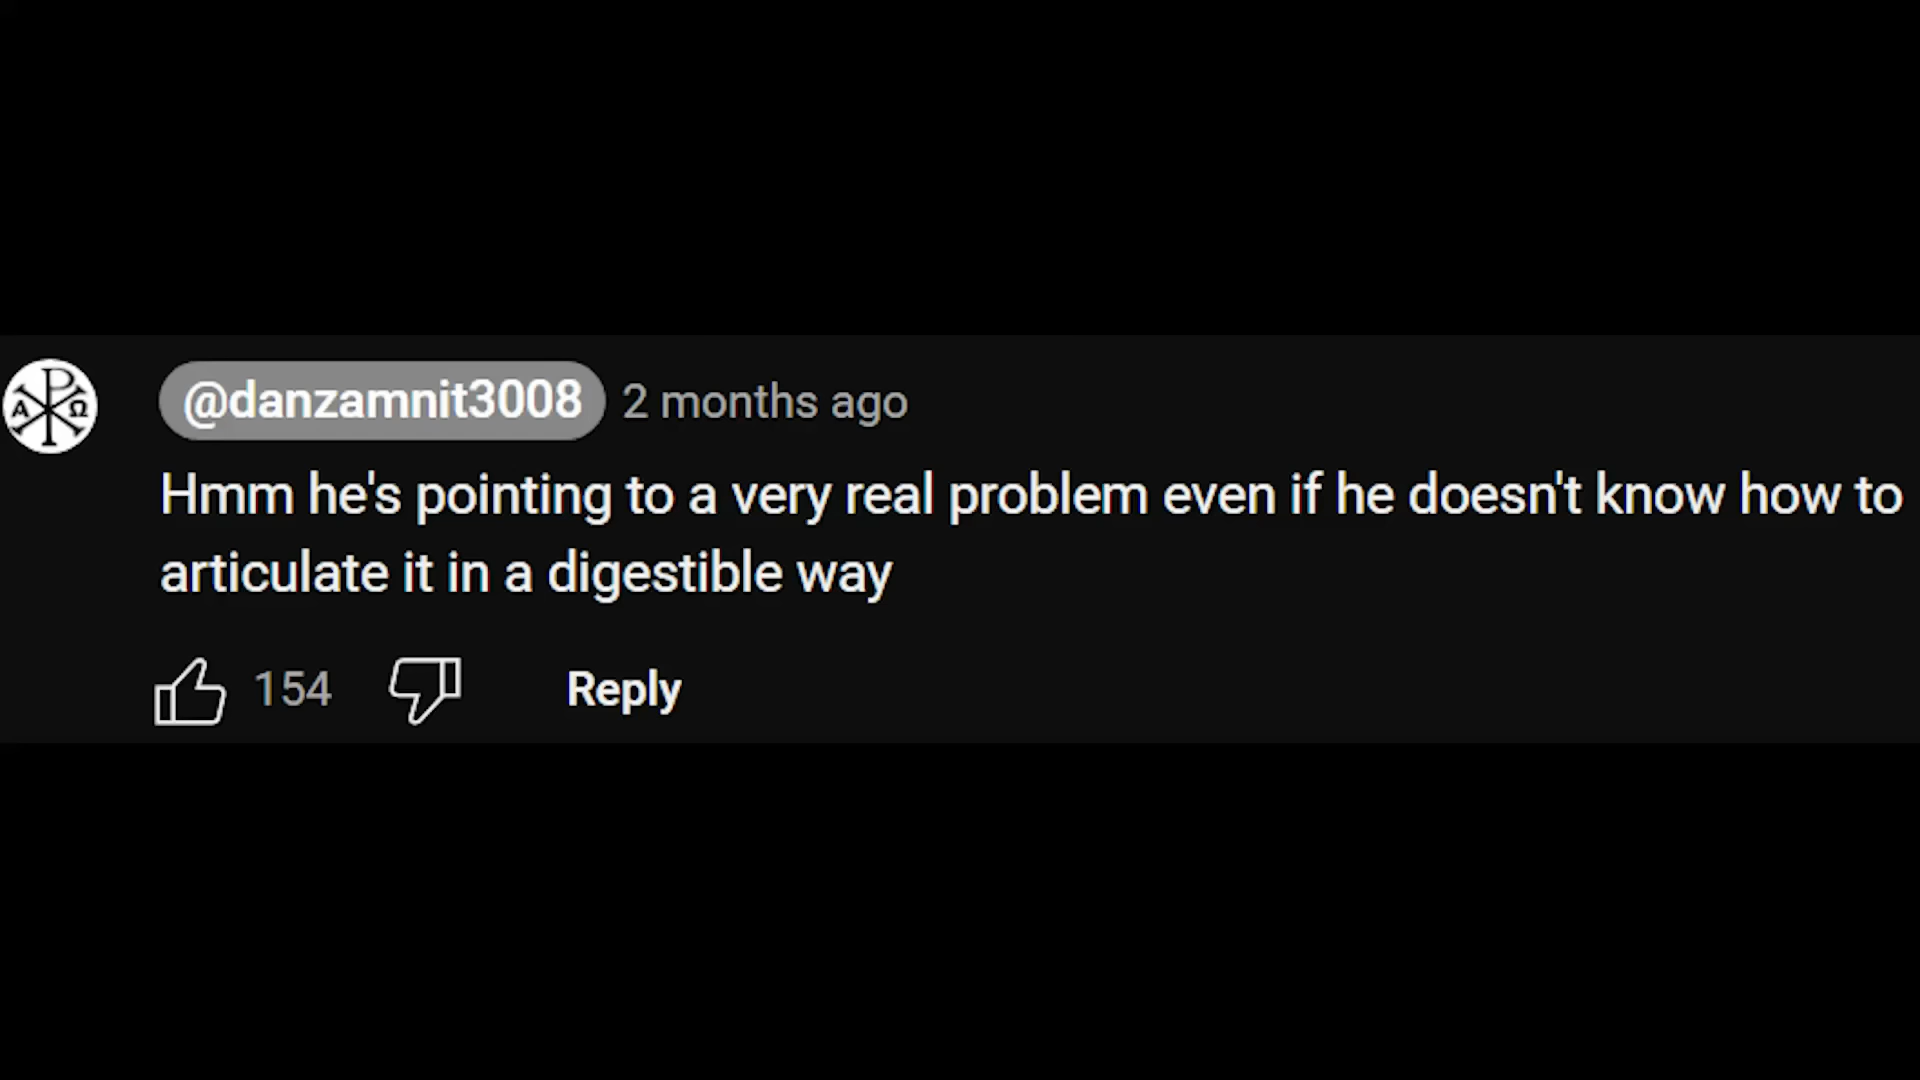 @danzamnit3008 2 months ago
Hmm he's pointing to a very real problem even if he doesn't know how to
articulate it in a digestible way
154 Reply
Α Ω